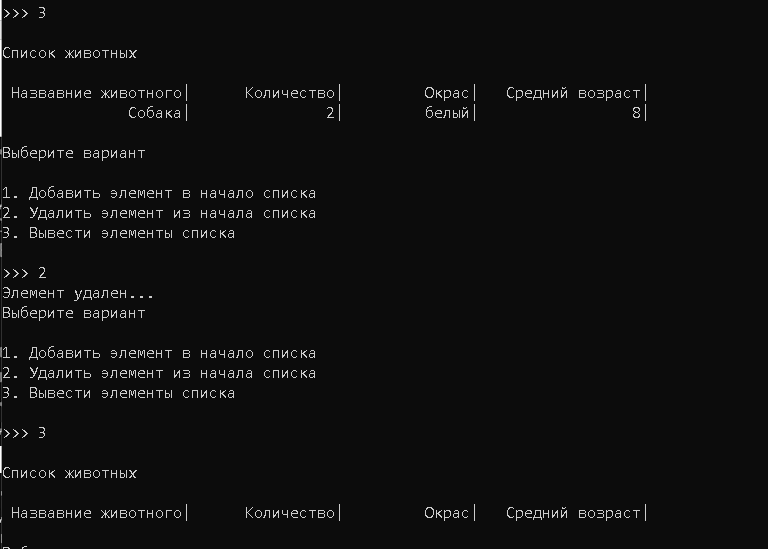 >>> 3
Список животных
Назвавние животного| Количество| Окрас| Средний возраст|
Собака| 2| белый| 8|
Выберите вариант
1. Добавить элемент в начало списка
2. Удалить элемент из начала списка
3. Вывести элементы списка
>>> 2
Элемент удален...
Выберите вариант
1. Добавить элемент в начало списка
2. Удалить элемент из начала списка
3. Вывести элементы списка
>>> 3
Список животных
Назвавние животного| Количество| Окрас| Средний возраст|